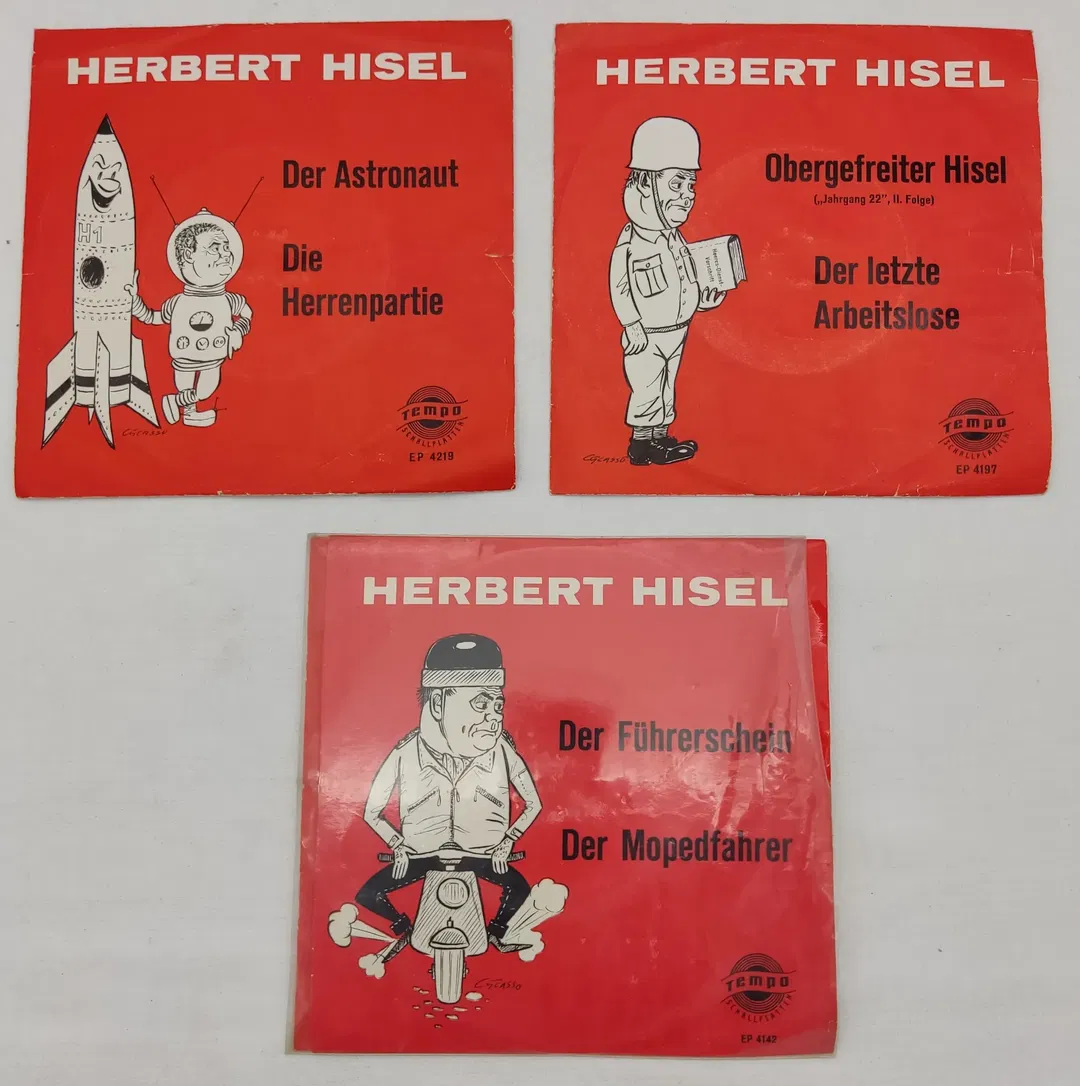 HERBERT HISEL
Der Astronaut
Die
Herrenpartie
H1
Tempo
SCHALLPLATTEN
EP 4219
HERBERT HISEL
Obergefreiter Hisel
(„Jahrgang 22”, II. Folge)
Der letzte
Arbeitslose
Tempo
SCHALLPLATTEN
EP 4197
HERBERT HISEL
Der Führerschein
Der Mopedfahrer
Tempo
SCHALLPLATTEN
EP 4142